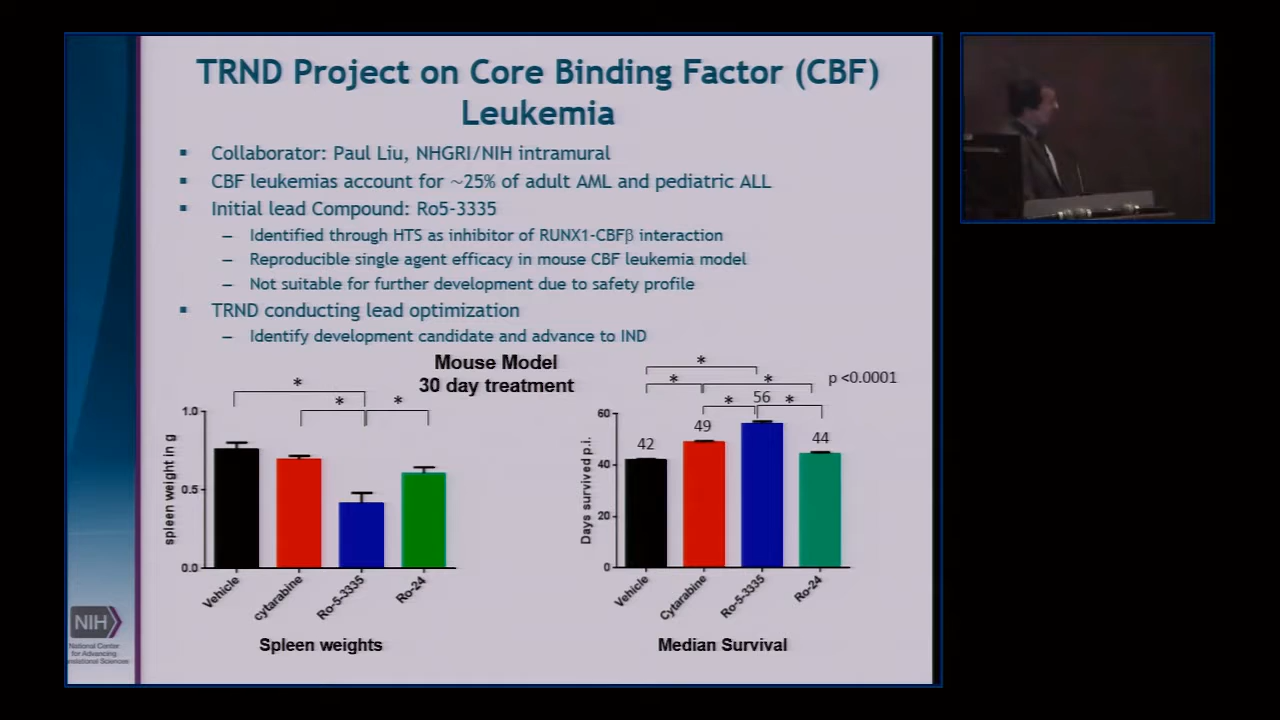 TRND Project on Core Binding Factor (CBF)
Leukemia
▪ Collaborator: Paul Liu, NHGRI/NIH intramural
▪ CBF leukemias account for ~25% of adult AML and pediatric ALL
▪ Initial lead Compound: Ro5-3335
– Identified through HTS as inhibitor of RUNX1-CBFβ interaction
– Reproducible single agent efficacy in mouse CBF leukemia model
– Not suitable for further development due to safety profile
▪ TRND conducting lead optimization
– Identify development candidate and advance to IND
Mouse Model
30 day treatment
* * *
1.0
0.5
0.0
spleen weight in g
Vehicle
cytarabine
Ro-5-3335
Ro-24
Spleen weights
*
* *
* *
p <0.0001
60
40
20
0
Days survived p.i.
42
49
56
44
Vehicle
Cytarabine
Ro-5-3335
Ro-24
Median Survival
NIH
National Center
for Advancing
Sciences